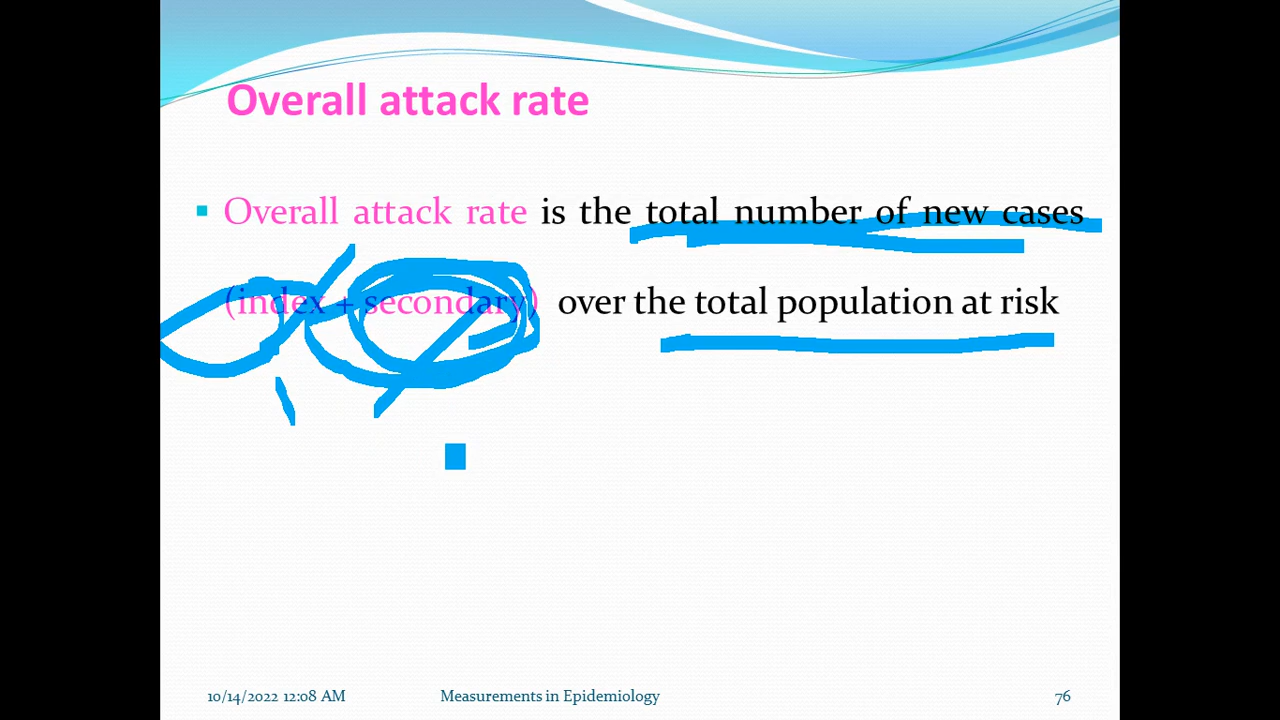 Overall attack rate
▪ Overall attack rate is the total number of new cases
(index + secondary) over the total population at risk
10/14/2022 12:08 AM Measurements in Epidemiology 76